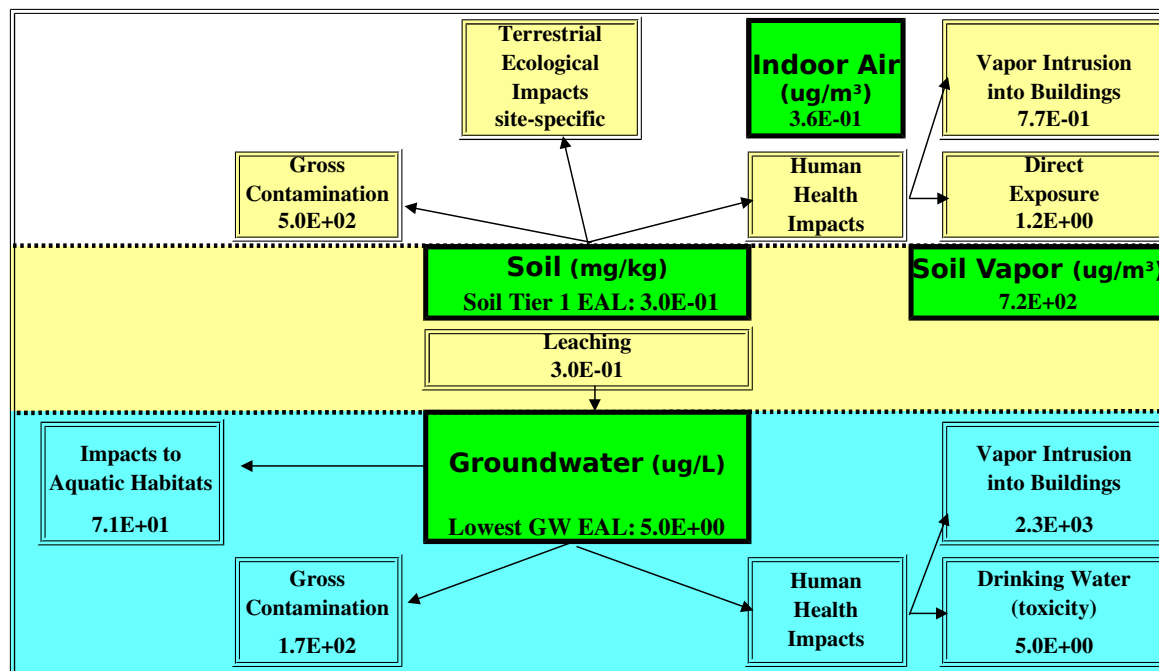 Terrestrial
Ecological
Impacts
site-specific
Indoor Air
(ug/m³)
3.6E-01
Vapor Intrusion
into Buildings
7.7E-01
Gross
Contamination
5.0E+02
Human
Health
Impacts
Direct
Exposure
1.2E+00
Soil (mg/kg)
Soil Tier 1 EAL: 3.0E-01
Soil Vapor (ug/m³)
7.2E+02
Leaching
3.0E-01
Impacts to
Aquatic Habitats
7.1E+01
Groundwater (ug/L)
Lowest GW EAL: 5.0E+00
Vapor Intrusion
into Buildings
2.3E+03
Gross
Contamination
1.7E+02
Human
Health
Impacts
Drinking Water
(toxicity)
5.0E+00